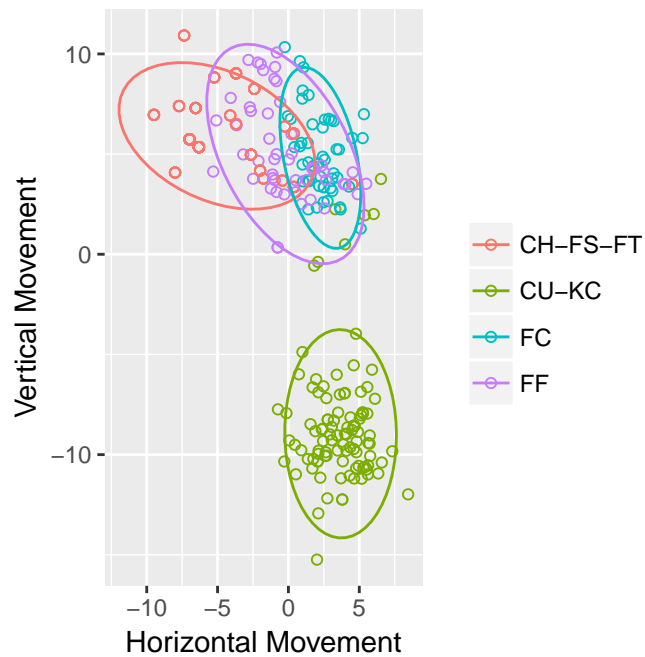 10
0
−10
−10
−5
0
5
Vertical Movement
Horizontal Movement
CH−FS−FT
CU−KC
FC
FF